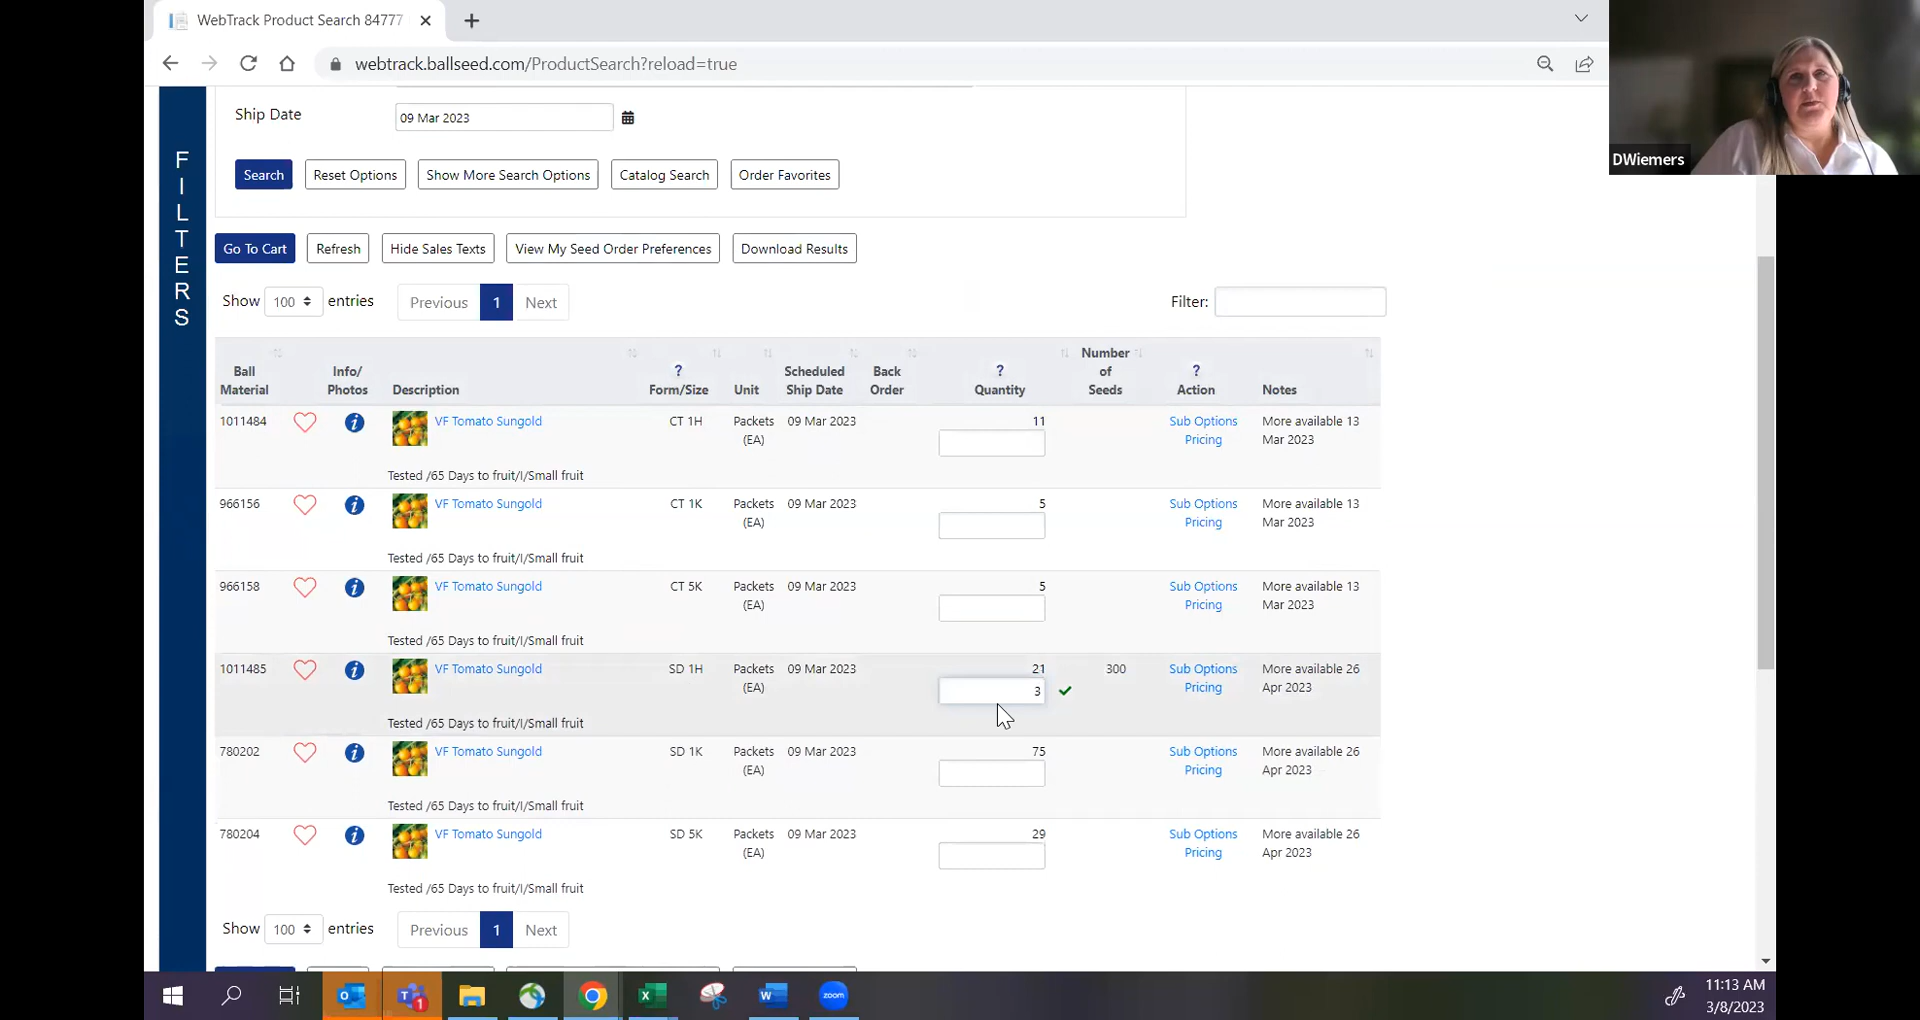 WebTrack Product Search 84777
webtrack.ballseed.com/ProductSearch?reload=true
DWiemers
FILTERS
Ship Date
09 Mar 2023
Search Reset Options Show More Search Options Catalog Search Order Favorites
Go To Cart Refresh Hide Sales Texts View My Seed Order Preferences Download Results
Show 100 entries Previous 1 Next Filter:
Ball Material Info/ Photos Description ? Form/Size Unit Scheduled Ship Date Back Order ? Quantity Number of Seeds ? Action Notes
1011484 i VF Tomato Sungold CT 1H Packets 09 Mar 2023 11 Sub Options More available 13
(EA) Pricing Mar 2023
Tested /65 Days to fruit/I/Small fruit
966156 i VF Tomato Sungold CT 1K Packets 09 Mar 2023 5 Sub Options More available 13
(EA) Pricing Mar 2023
Tested /65 Days to fruit/I/Small fruit
966158 i VF Tomato Sungold CT 5K Packets 09 Mar 2023 5 Sub Options More available 13
(EA) Pricing Mar 2023
Tested /65 Days to fruit/I/Small fruit
1011485 i VF Tomato Sungold SD 1H Packets 09 Mar 2023 21 300 Sub Options More available 26
(EA) 3 Pricing Apr 2023
Tested /65 Days to fruit/I/Small fruit
780202 i VF Tomato Sungold SD 1K Packets 09 Mar 2023 75 Sub Options More available 26
(EA) Pricing Apr 2023
Tested /65 Days to fruit/I/Small fruit
780204 i VF Tomato Sungold SD 5K Packets 09 Mar 2023 29 Sub Options More available 26
(EA) Pricing Apr 2023
Tested /65 Days to fruit/I/Small fruit
Show 100 entries Previous 1 Next
1 zoom
11:13 AM
3/8/2023